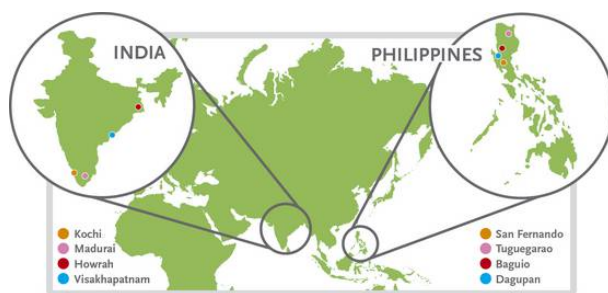 INDIA
PHILIPPINES
Kochi
Madurai
Howrah
Visakhapatnam
San Fernando
Tuguegarao
Baguio
Dagupan